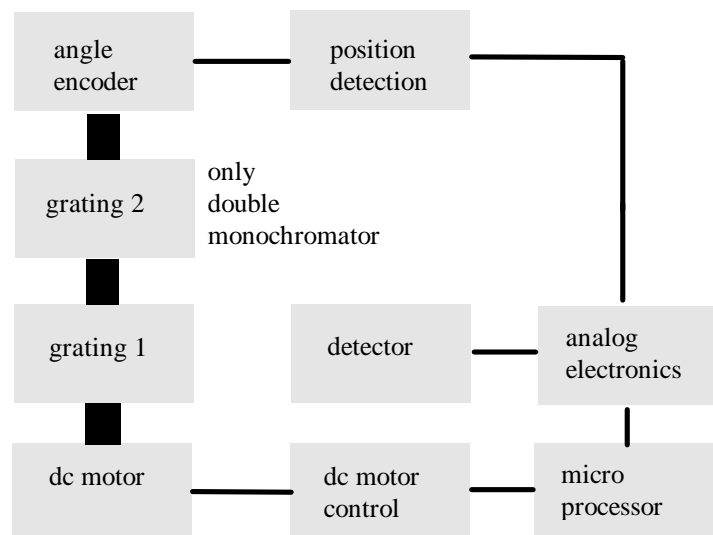 angle
encoder
position
detection
grating 2
only
double
monochromator
grating 1
detector
analog
electronics
dc motor
dc motor
control
micro
processor